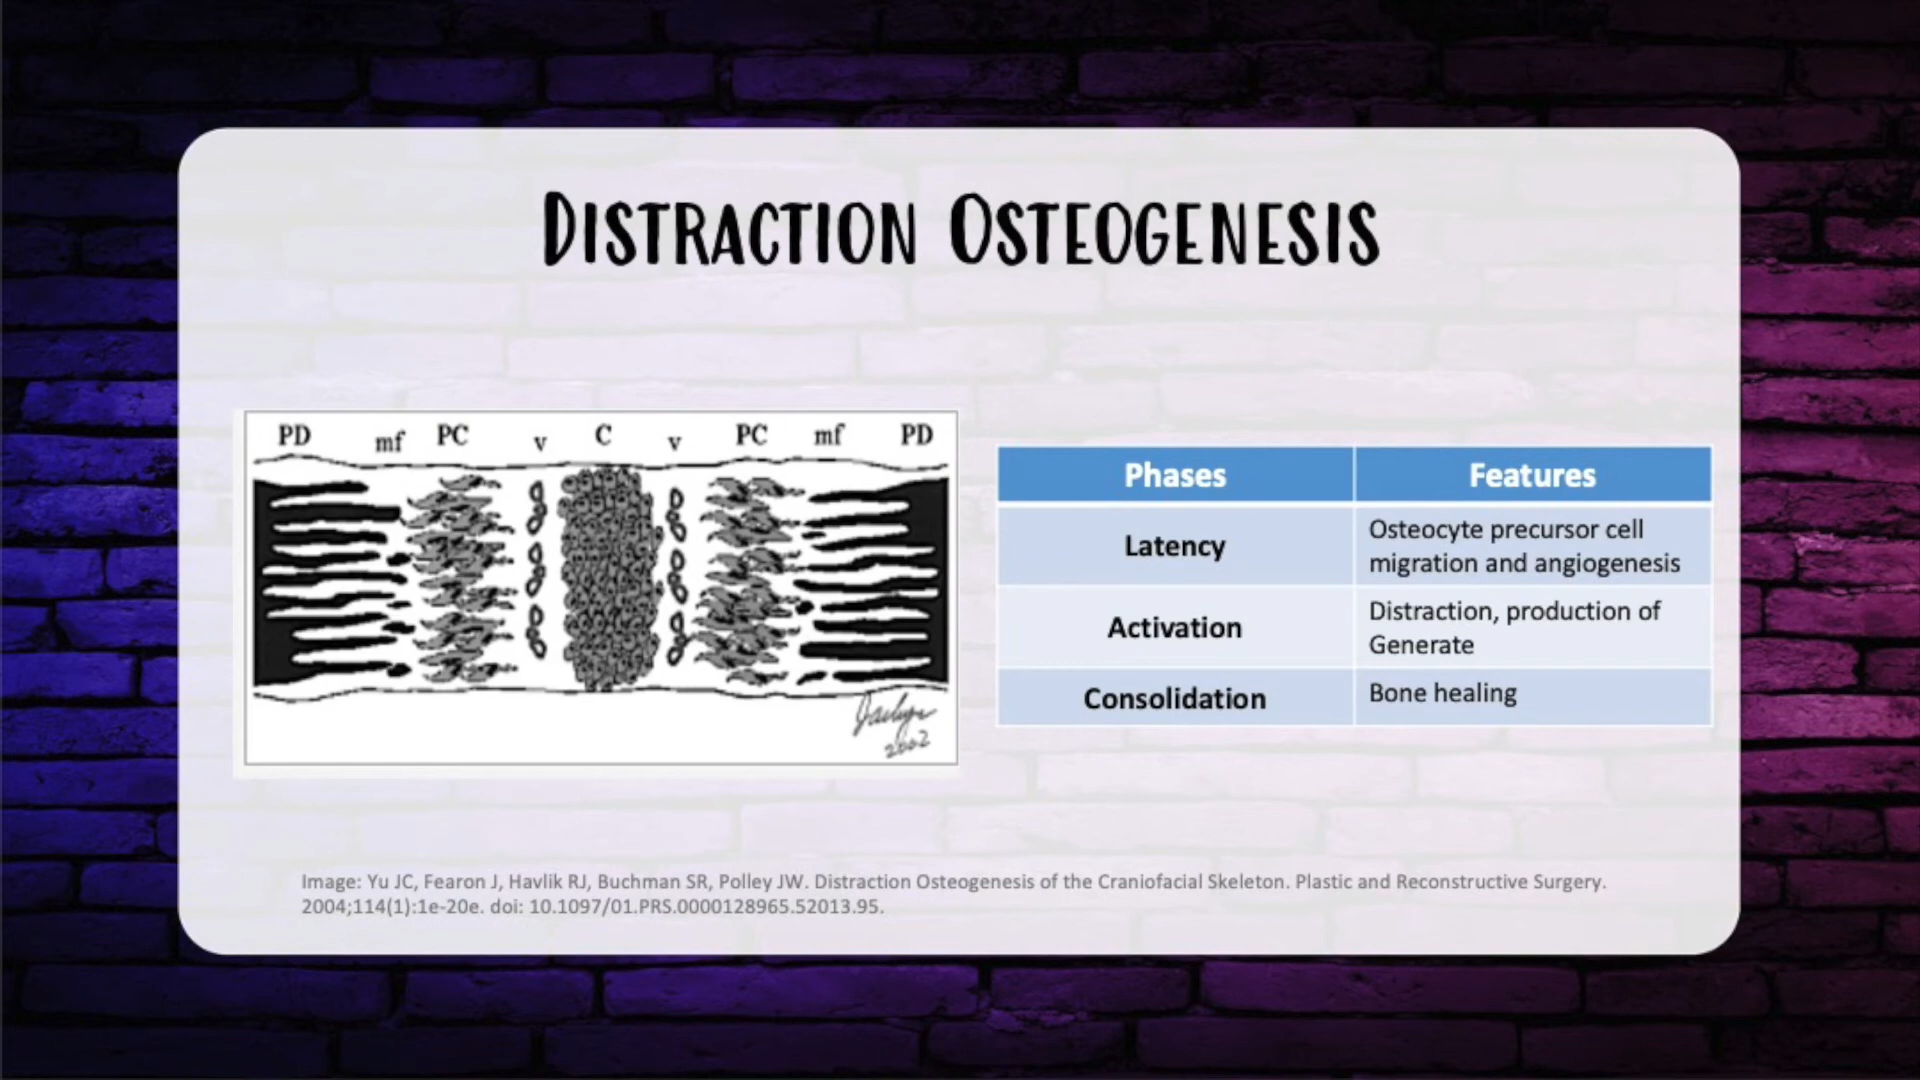 DISTRACTION OSTEOGENESIS
PD mf PC v C v PC mf PD
2002
Phases Features
Latency Osteocyte precursor cell
migration and angiogenesis
Activation Distraction, production of
Generate
Consolidation Bone healing
Image: Yu JC, Fearon J, Havlik RJ, Buchman SR, Polley JW. Distraction Osteogenesis of the Craniofacial Skeleton. Plastic and Reconstructive Surgery.
2004;114(1):1e-20e. doi: 10.1097/01.PRS.0000128965.52013.95.